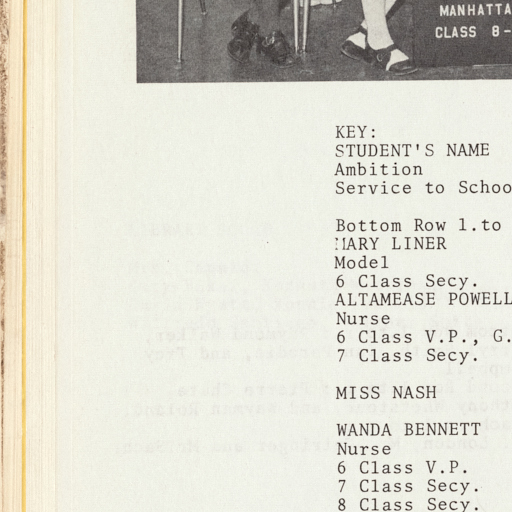 MANHATTA
CLASS 8-
KEY:
STUDENT'S NAME
Ambition
Service to Schoo
Bottom Row l.to
MARY LINER
Model
6 Class Secy.
ALTAMEASE POWELL
Nurse
6 Class V.P., G.
7 Class Secy.
MISS NASH
WANDA BENNETT
Nurse
6 Class V.P.
7 Class Secy.
8 Class Secy.